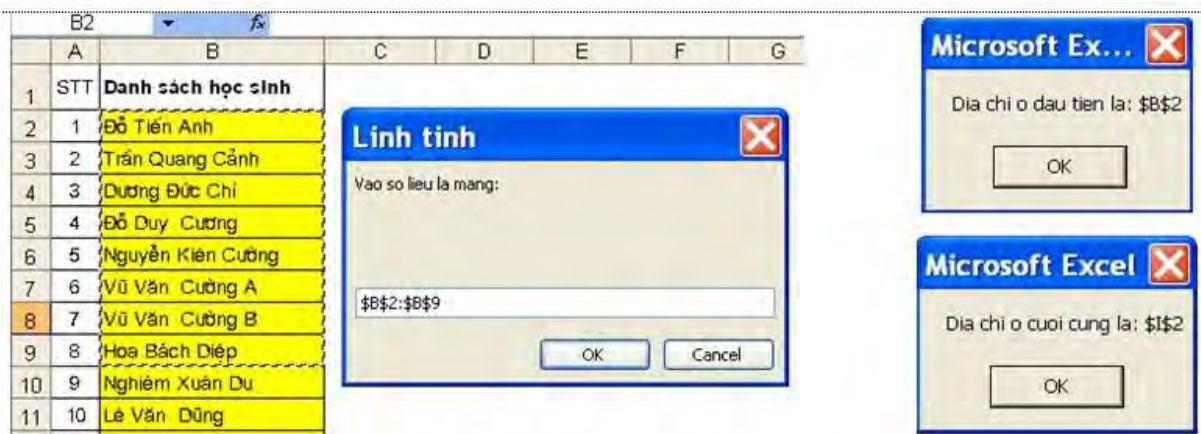 B2 fx
A B C D E F G
1 STT Danh sách học sinh
2 1 Đỗ Tiến Anh
3 2 Trần Quang Cảnh
4 3 Dương Đức Chí
5 4 Đỗ Duy Cương
6 5 Nguyễn Kiên Cường
7 6 Vũ Văn Cường A
8 7 Vũ Văn Cường B
9 8 Hoa Bách Diệp
10 9 Nghiêm Xuân Du
11 10 Lê Văn Dũng
Linh tinh
Vao so lieu la mang:
$B$2:$B$9
OK Cancel
Microsoft Ex...
Dia chi o dau tien la: $B$2
OK
Microsoft Excel
Dia chi o cuoi cung la: $I$2
OK